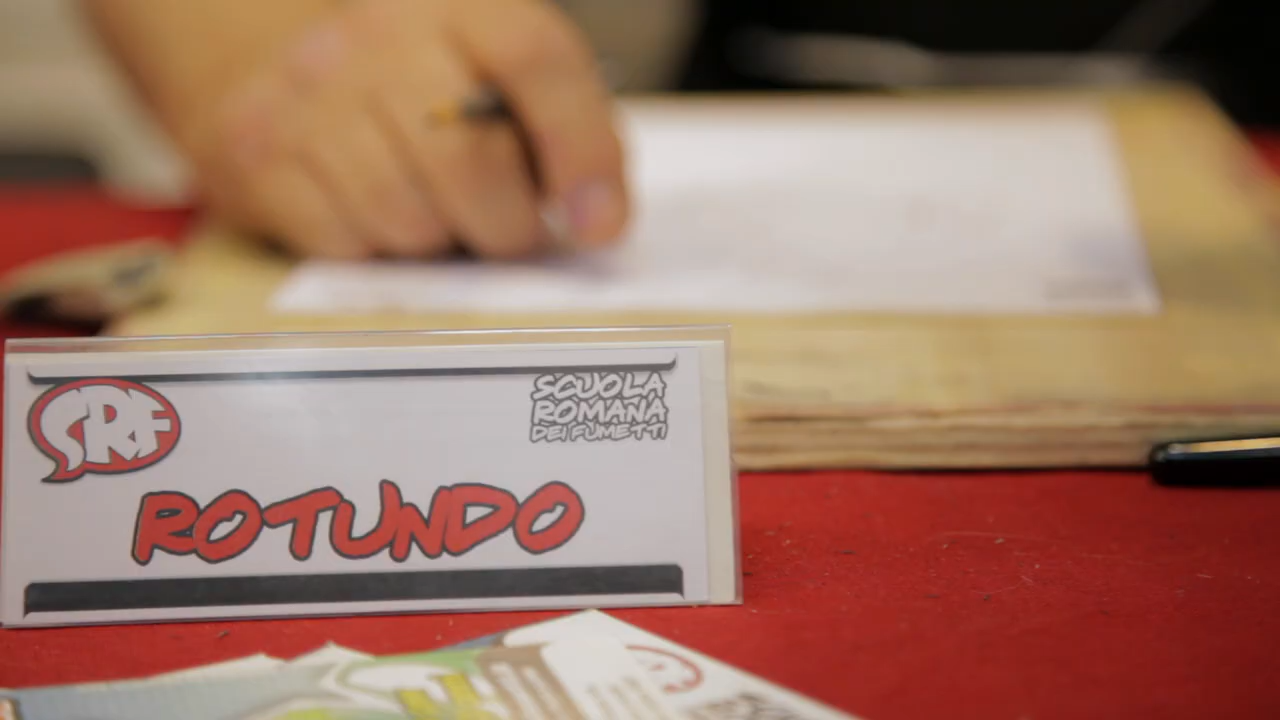 SRF
SCUOLA
ROMANA
DEI FUMETTI
ROTUNDO